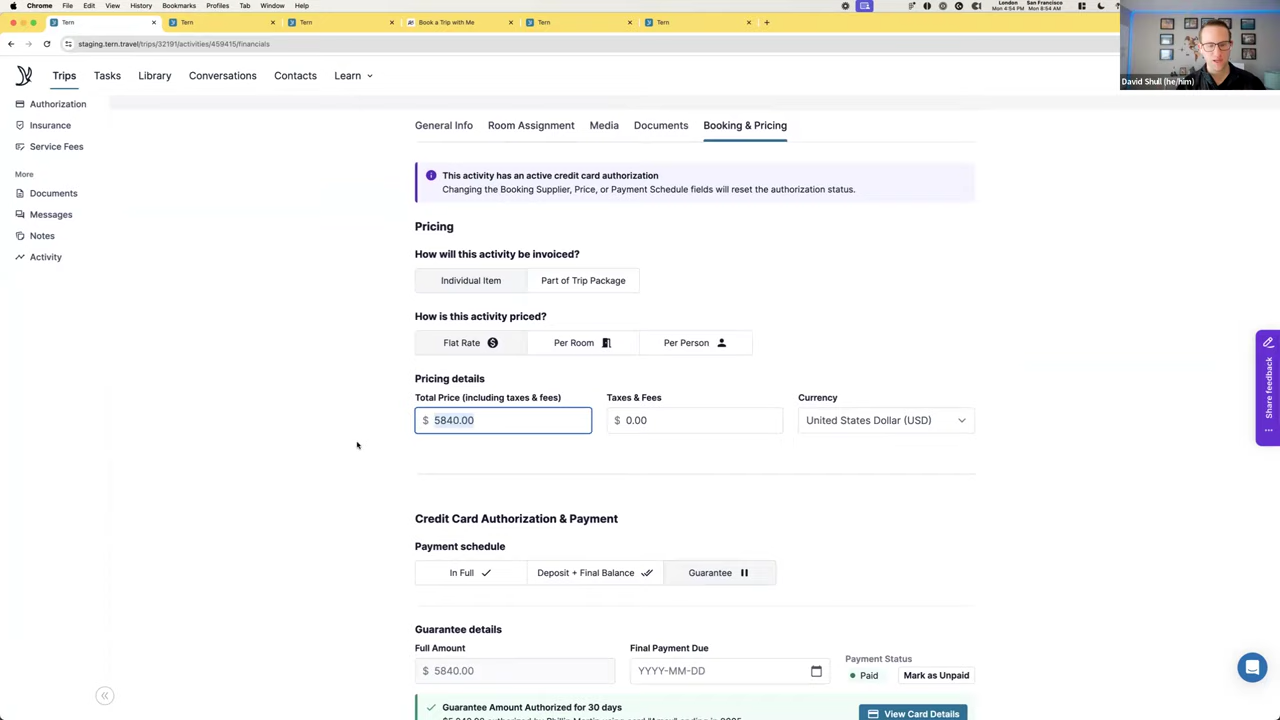 Chrome File Edit View History Bookmarks Profiles Tab Window Help
London San Francisco
Mon 4:54 PM Mon 8:54 AM
Tern
Tern
Tern
Book a Trip with Me
Tern
Tern
staging.tern.travel/trips/32191/activities/459415/financials
David Shull (he/him)
Trips Tasks Library Conversations Contacts Learn
Authorization
Insurance
Service Fees
More
Documents
Messages
Notes
Activity
General Info Room Assignment Media Documents Booking & Pricing
This activity has an active credit card authorization
Changing the Booking Supplier, Price, or Payment Schedule fields will reset the authorization status.
Pricing
How will this activity be invoiced?
Individual Item Part of Trip Package
How is this activity priced?
Flat Rate Per Room Per Person
Pricing details
Total Price (including taxes & fees) Taxes & Fees Currency
$ 5840.00 $ 0.00 United States Dollar (USD)
Share feedback
Credit Card Authorization & Payment
Payment schedule
In Full Deposit + Final Balance Guarantee
Guarantee details
Full Amount Final Payment Due Payment Status
$ 5840.00 YYYY-MM-DD Paid Mark as Unpaid
Guarantee Amount Authorized for 30 days
View Card Details